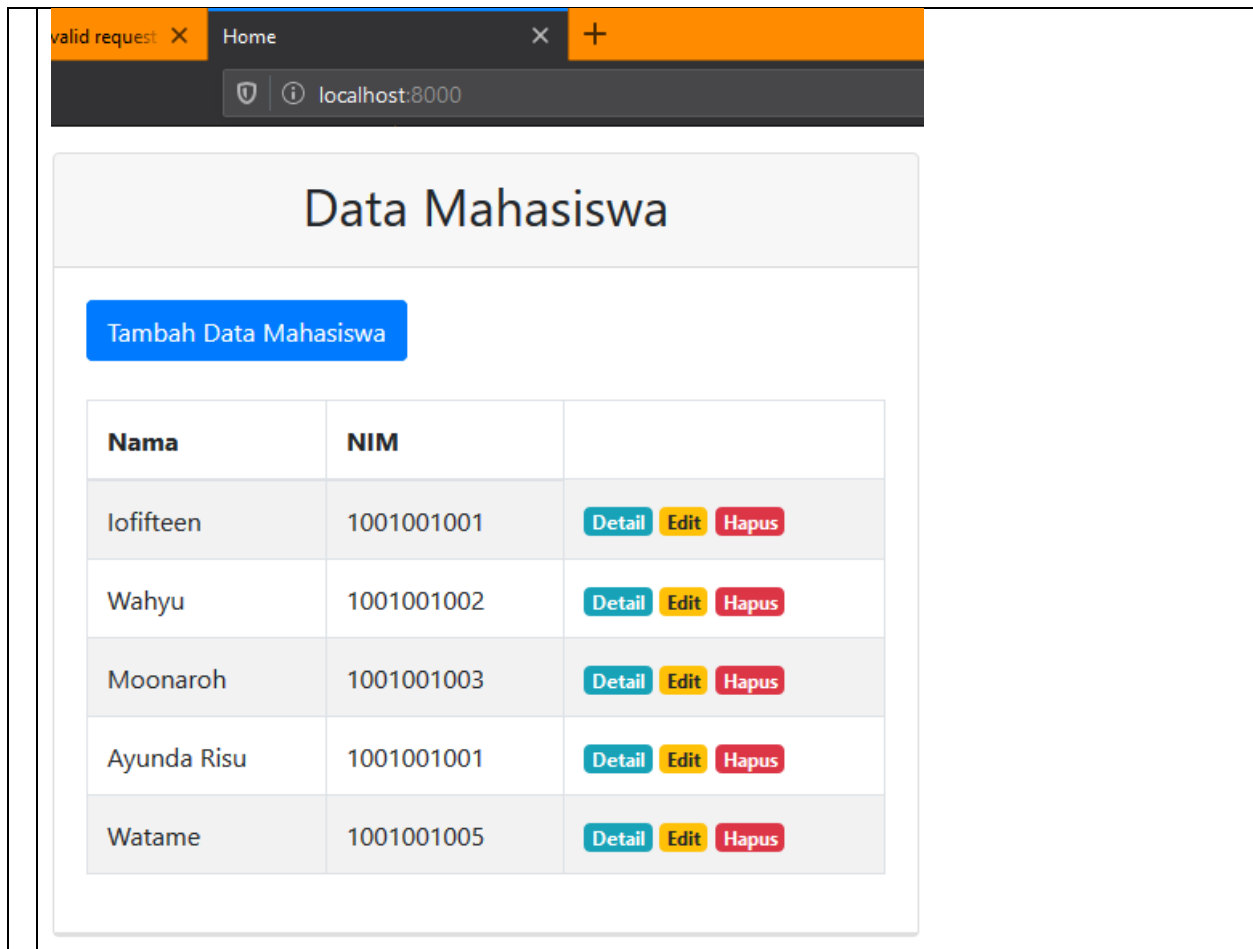 valid request Home
localhost:8000
Data Mahasiswa
Tambah Data Mahasiswa
Nama NIM
Iofifteen 1001001001 Detail Edit Hapus
Wahyu 1001001002 Detail Edit Hapus
Moonaroh 1001001003 Detail Edit Hapus
Ayunda Risu 1001001001 Detail Edit Hapus
Watame 1001001005 Detail Edit Hapus